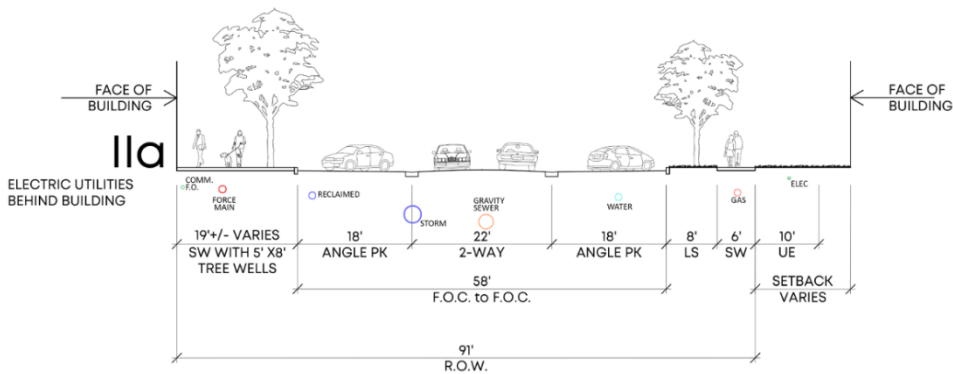 FACE OF
BUILDING
FACE OF
BUILDING
IIa
ELECTRIC UTILITIES
BEHIND BUILDING
COMM.
F.O.
FORCE
MAIN
RECLAIMED
STORM
GRAVITY
SEWER
WATER
GAS
ELEC
19'+/- VARIES
SW WITH 5' X8'
TREE WELLS
18'
ANGLE PK
22'
2-WAY
18'
ANGLE PK
8'
LS
6'
SW
10'
UE
58'
F.O.C. to F.O.C.
SETBACK
VARIES
91'
R.O.W.